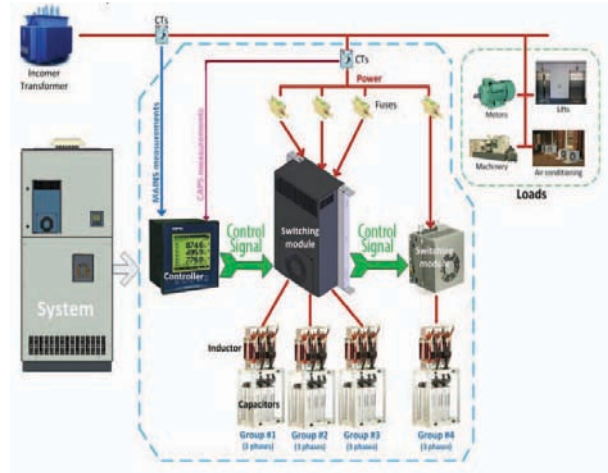 CTs
Incomer
Transformer
CTs
Power
Fuses
MAINS measurements
CAPS measurements
Motors
Lifts
Machinery
Air conditioning
Loads
System
Controller
Control
Signal
Switching
module
Control
Signal
Switching
module
Inductor
Capacitors
Group #1
(3 phases)
Group #2
(3 phases)
Group #3
(3 phases)
Group #4
(3 phases)